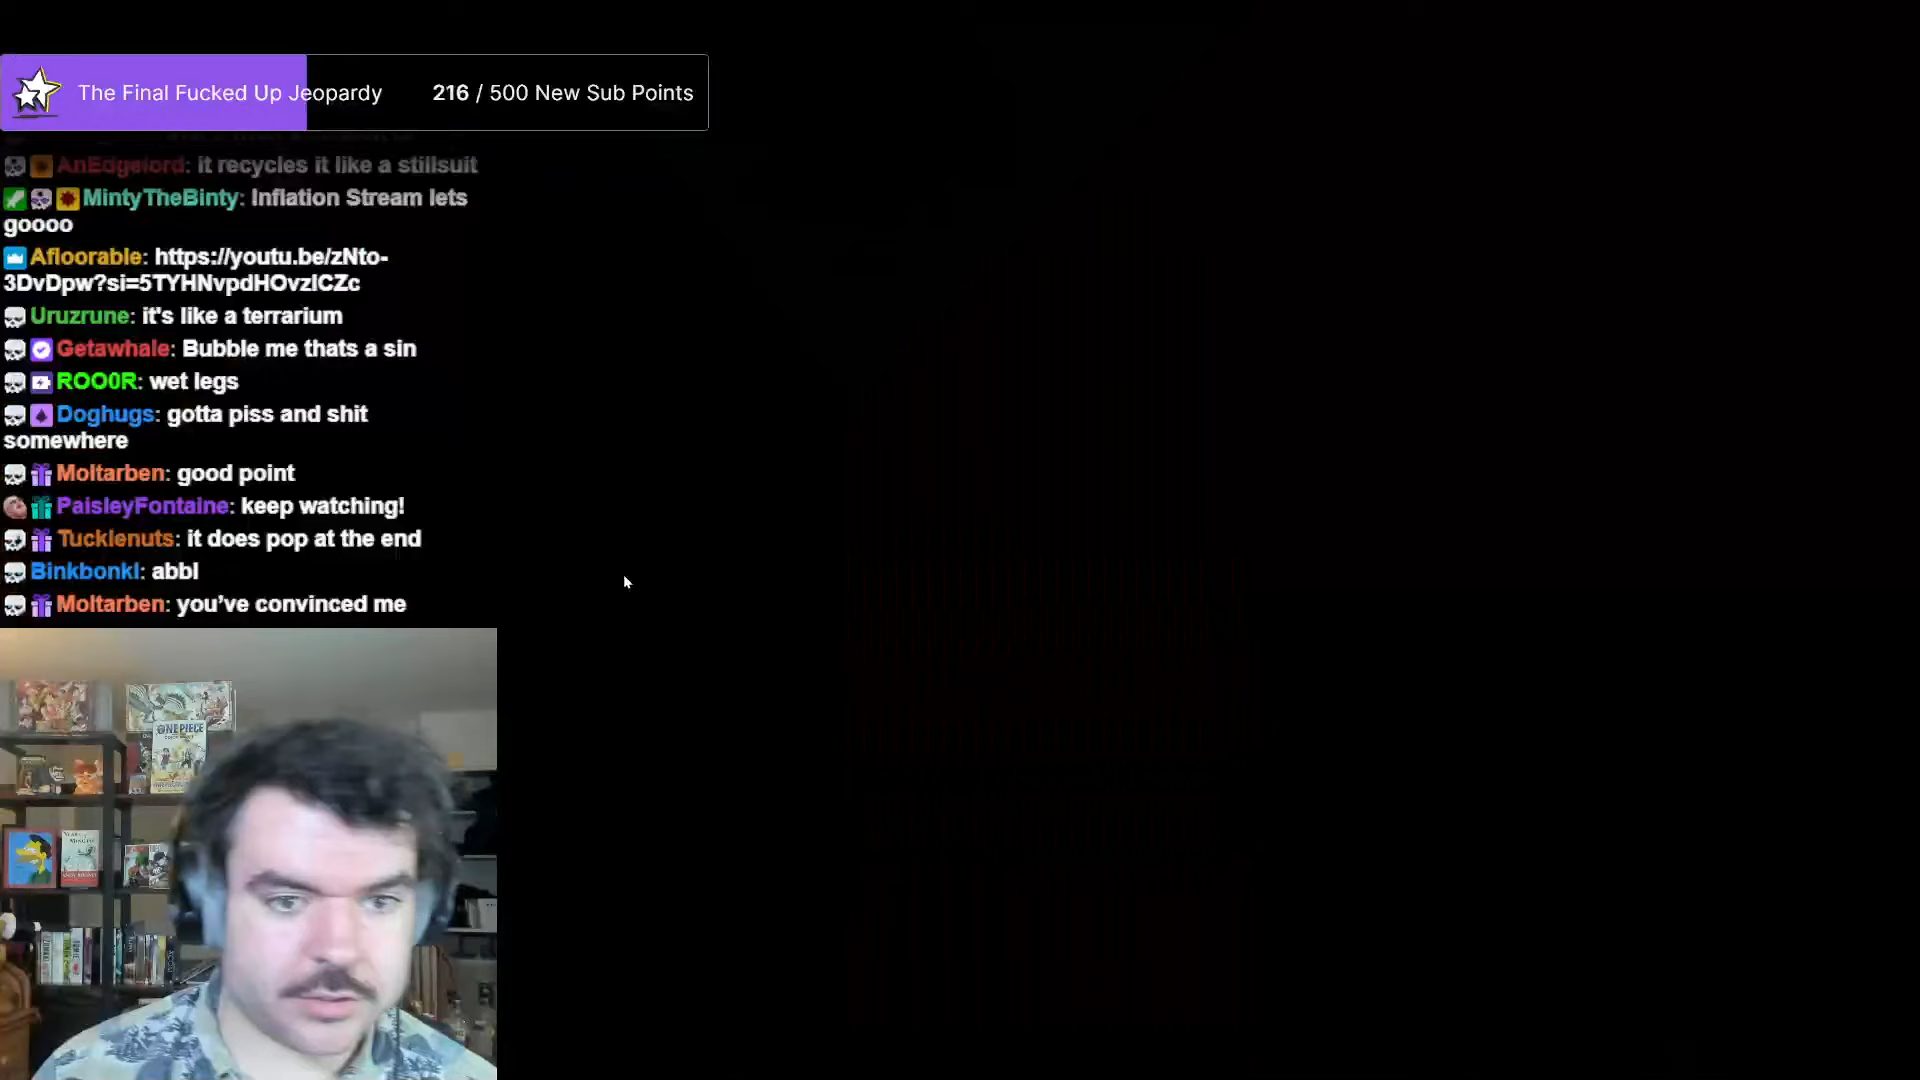 The Final Fucked Up Jeopardy 216 / 500 New Sub Points
AnEdgelord: it recycles it like a stillsuit
MintyTheBinty: Inflation Stream lets
goooo
Afloorable: https://youtu.be/zNto-
3DvDpw?si=5TYHNvpdHOvzlCZc
Uruzrune: it's like a terrarium
Getawhale: Bubble me thats a sin
ROO0R: wet legs
Doghugs: gotta piss and shit
somewhere
Moltarben: good point
PaisleyFontaine: keep watching!
Tucklenuts: it does pop at the end
Binkbonkl: abbl
Moltarben: you’ve convinced me
ONE PIECE